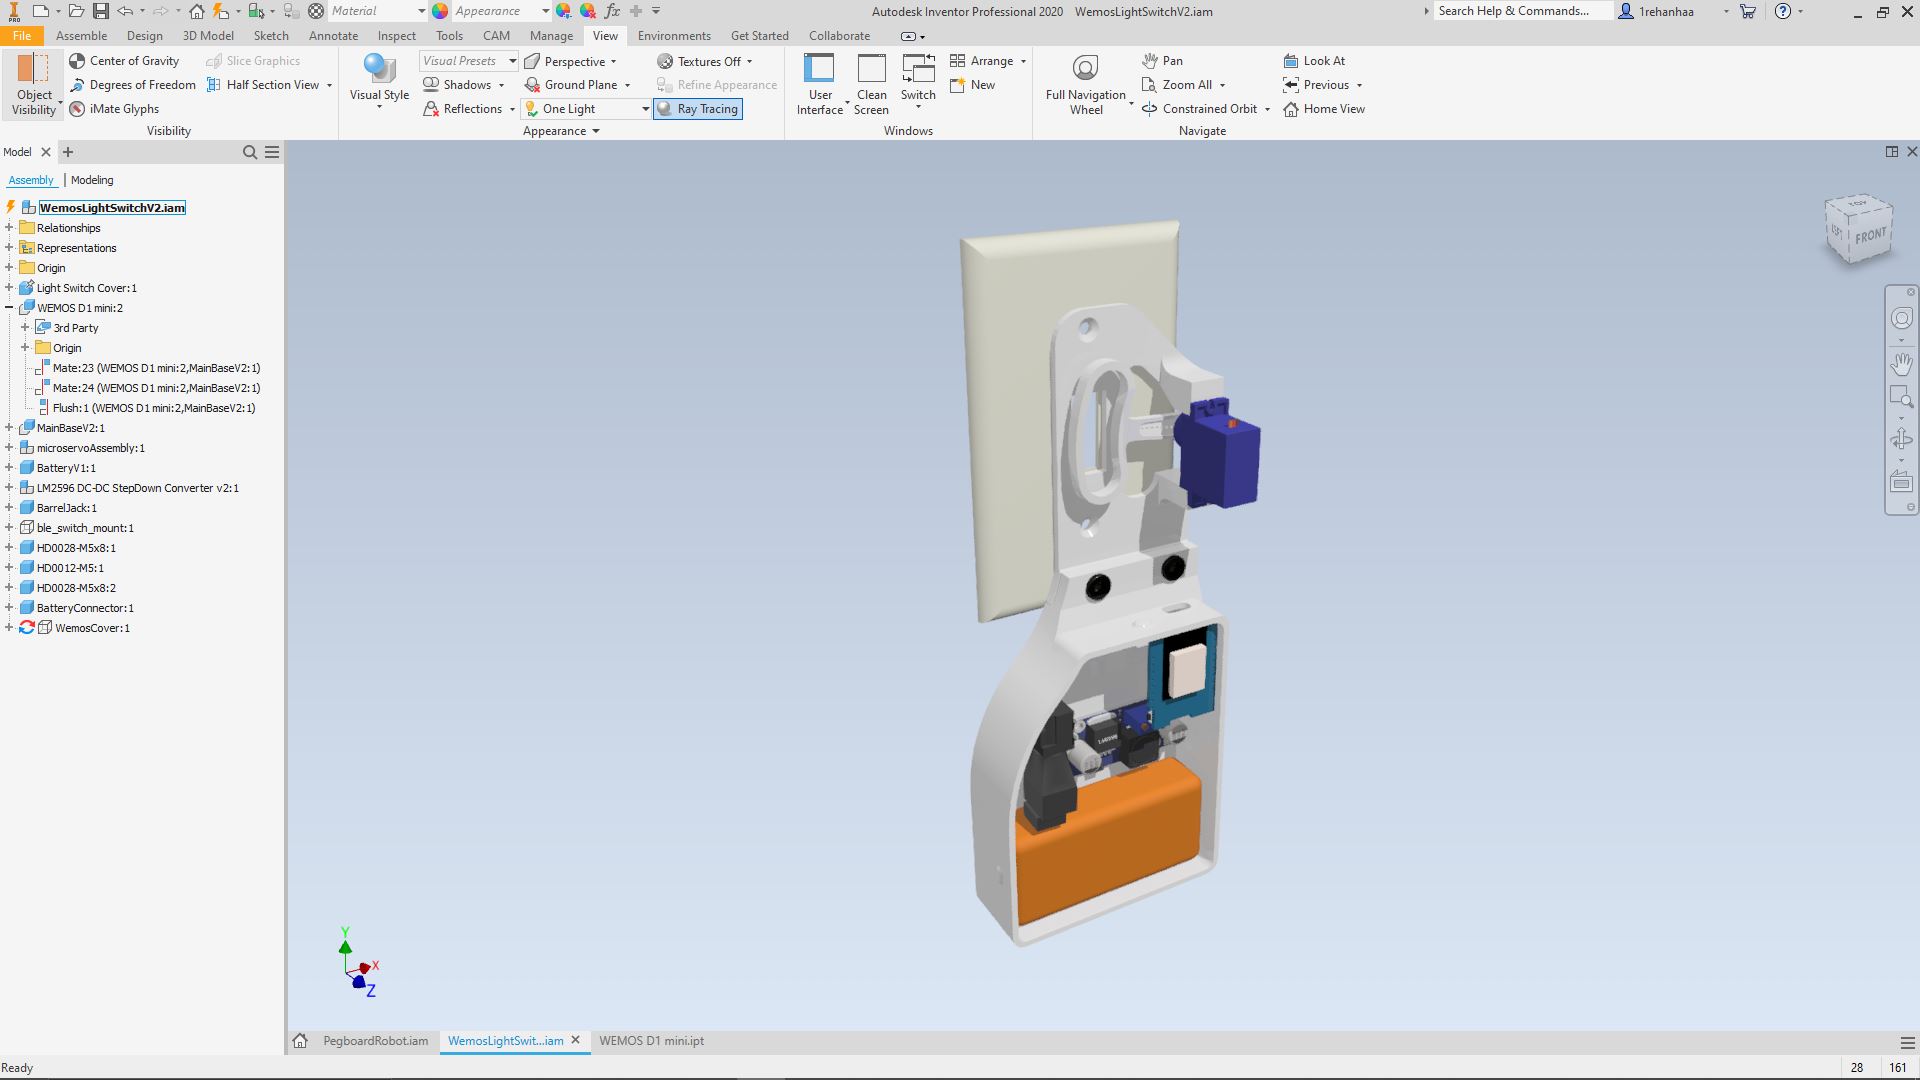 PRO
Material
Appearance
fx
Autodesk Inventor Professional 2020 WemosLightSwitchV2.iam
Search Help & Commands...
1rehanhaa
File Assemble Design 3D Model Sketch Annotate Inspect Tools CAM Manage View Environments Get Started Collaborate
Object Visibility
Center of Gravity
Slice Graphics
Degrees of Freedom
Half Section View
iMate Glyphs
Visibility
Visual Style
Visual Presets
Perspective
Textures Off
Shadows
Ground Plane
Refine Appearance
Reflections
One Light
Ray Tracing
Appearance
User Interface
Clean Screen
Switch
Arrange
New
Windows
Full Navigation Wheel
Pan
Look At
Zoom All
Previous
Constrained Orbit
Home View
Navigate
Model
Assembly | Modeling
WemosLightSwitchV2.iam
Relationships
Representations
Origin
Light Switch Cover:1
WEMOS D1 mini:2
3rd Party
Origin
Mate:23 (WEMOS D1 mini:2,MainBaseV2:1)
Mate:24 (WEMOS D1 mini:2,MainBaseV2:1)
Flush:1 (WEMOS D1 mini:2,MainBaseV2:1)
MainBaseV2:1
microservoAssembly:1
BatteryV1:1
LM2596 DC-DC StepDown Converter v2:1
BarrelJack:1
ble_switch_mount:1
HD0028-M5x8:1
HD0012-M5:1
HD0028-M5x8:2
BatteryConnector:1
WemosCover:1
TOP
LEFT
FRONT
Y
X
Z
PegboardRobot.iam WemosLightSwit...iam WEMOS D1 mini.ipt
Ready
28 161